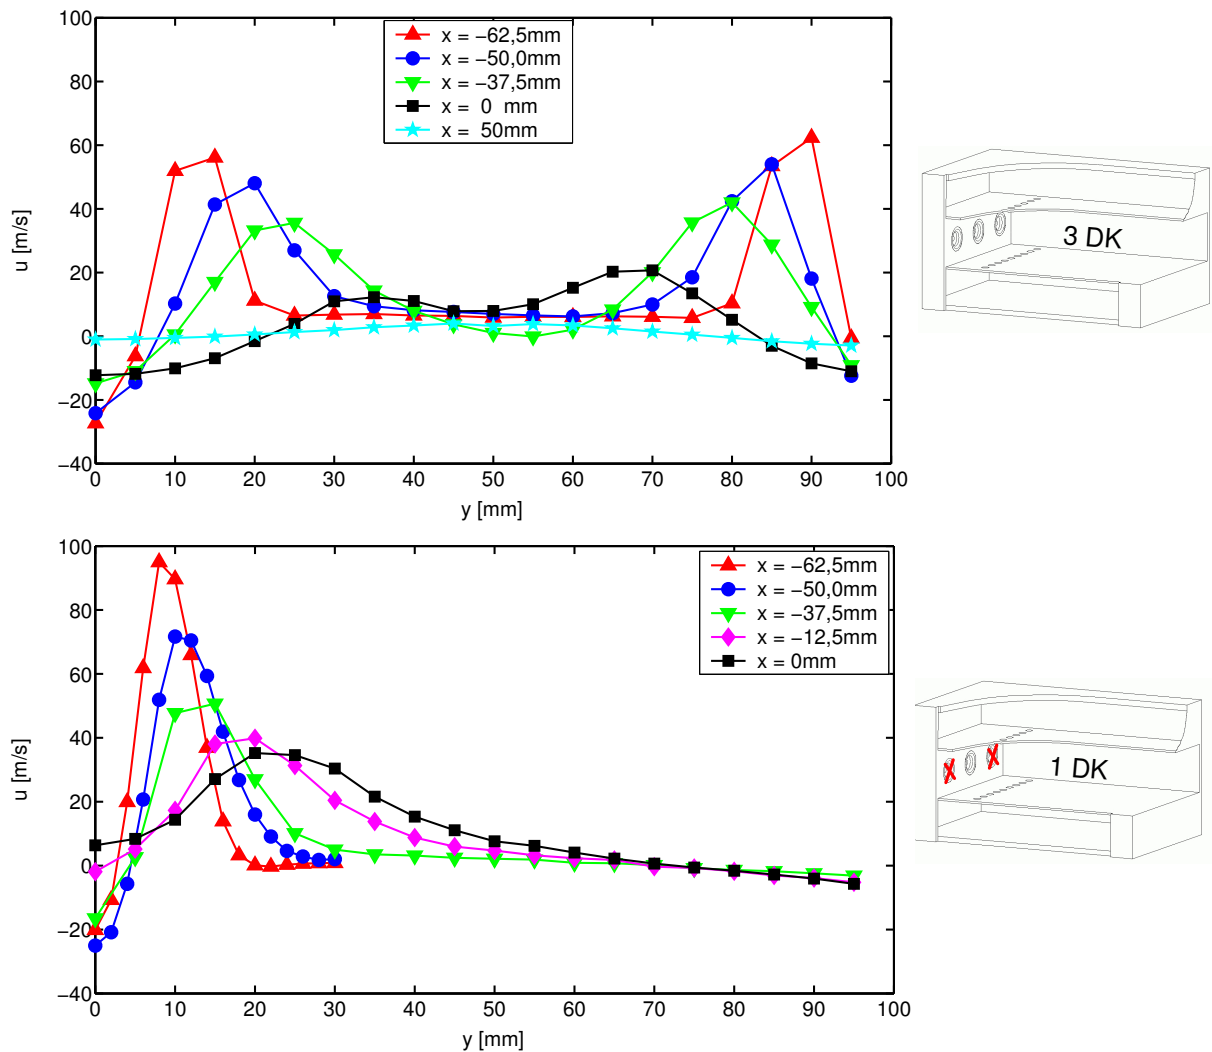 100
80
60
40
20
0
−20
−40
u [m/s]
x = −62,5mm
x = −50,0mm
x = −37,5mm
x = 0 mm
x = 50mm
0 10 20 30 40 50 60 70 80 90 100
y [mm]
3 DK
100
80
60
40
20
0
−20
−40
u [m/s]
x = −62,5mm
x = −50,0mm
x = −37,5mm
x = −12,5mm
x = 0mm
0 10 20 30 40 50 60 70 80 90 100
y [mm]
1 DK